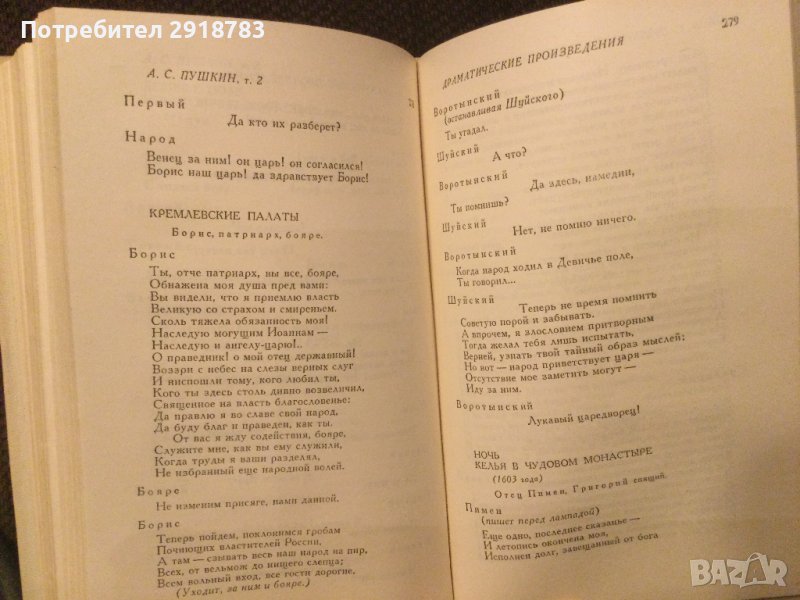 Потребител 2918783
А. С. ПУШКИН, т. 2
Первый
Да кто их разберет?
Народ
Венец за ним! он царь! он согласился!
Борис наш царь! да здравствует Борис!
КРЕМЛЕВСКИЕ ПАЛАТЫ
Борис, патриарх, бояре.
Борис
Ты, отче патриарх, вы все, бояре,
Обнажена моя душа пред вами:
Вы видели, что я приемлю власть
Великую со страхом и смиреньем.
Сколь тяжела обязанность моя!
Наследую могущим Иоаннам —
Наследую и ангелу-царю!..
О праведник! о мой отец державный!
Воззри с небес на слезы верных слуг
И ниспошли тому, кого любил ты,
Кого ты здесь столь дивно возвеличил,
Священное на власть благословенье:
Да правлю я во славе свой народ,
Да буду благ и праведен, как ты.
От вас я жду содействия, бояре,
Служите мне, как вы ему служили,
Когда труды я ваши разделял,
Не избранный еще народной волей.
Бояре
Не изменим присяге, нами данной.
Борис
Теперь пойдем, поклонимся гробам
Почиющих властителей России,
А там — сзывать весь наш народ на пир,
Всех, от вельмож до нищего слепца;
Всем вольный вход, все гости дорогие,
(Уходит, за ним и бояре.)
279
ДРАМАТИЧЕСКИЕ ПРОИЗВЕДЕНИЯ
Воротынский
(останавливая Шуйского)
Ты угадал.
Шуйский
А что?
Воротынский
Да здесь, намедни,
Ты помнишь?
Шуйский
Нет, не помню ничего.
Воротынский
Когда народ ходил в Девичье поле,
Ты говорил...
Шуйский
Теперь не время помнить
Советую порой и забывать.
А впрочем, я злословием притворным
Тогда желал тебя лишь испытать,
Верней, узнать твой тайный образ мыслей;
Но вот — народ приветствует царя —
Отсутствие мое заметить могут —
Иду за ним.
Воротынский
Лукавый царедворец!
НОЧЬ
КЕЛЬЯ В ЧУДОВОМ МОНАСТЫРЕ
(1603 года)
Отец Пимен, Григорий спящий.
Пимен
(пишет перед лампадой)
Еще одно, последнее сказанье —
И летопись окончена моя,
Исполнен долг, завещанный от бога
BAZAR